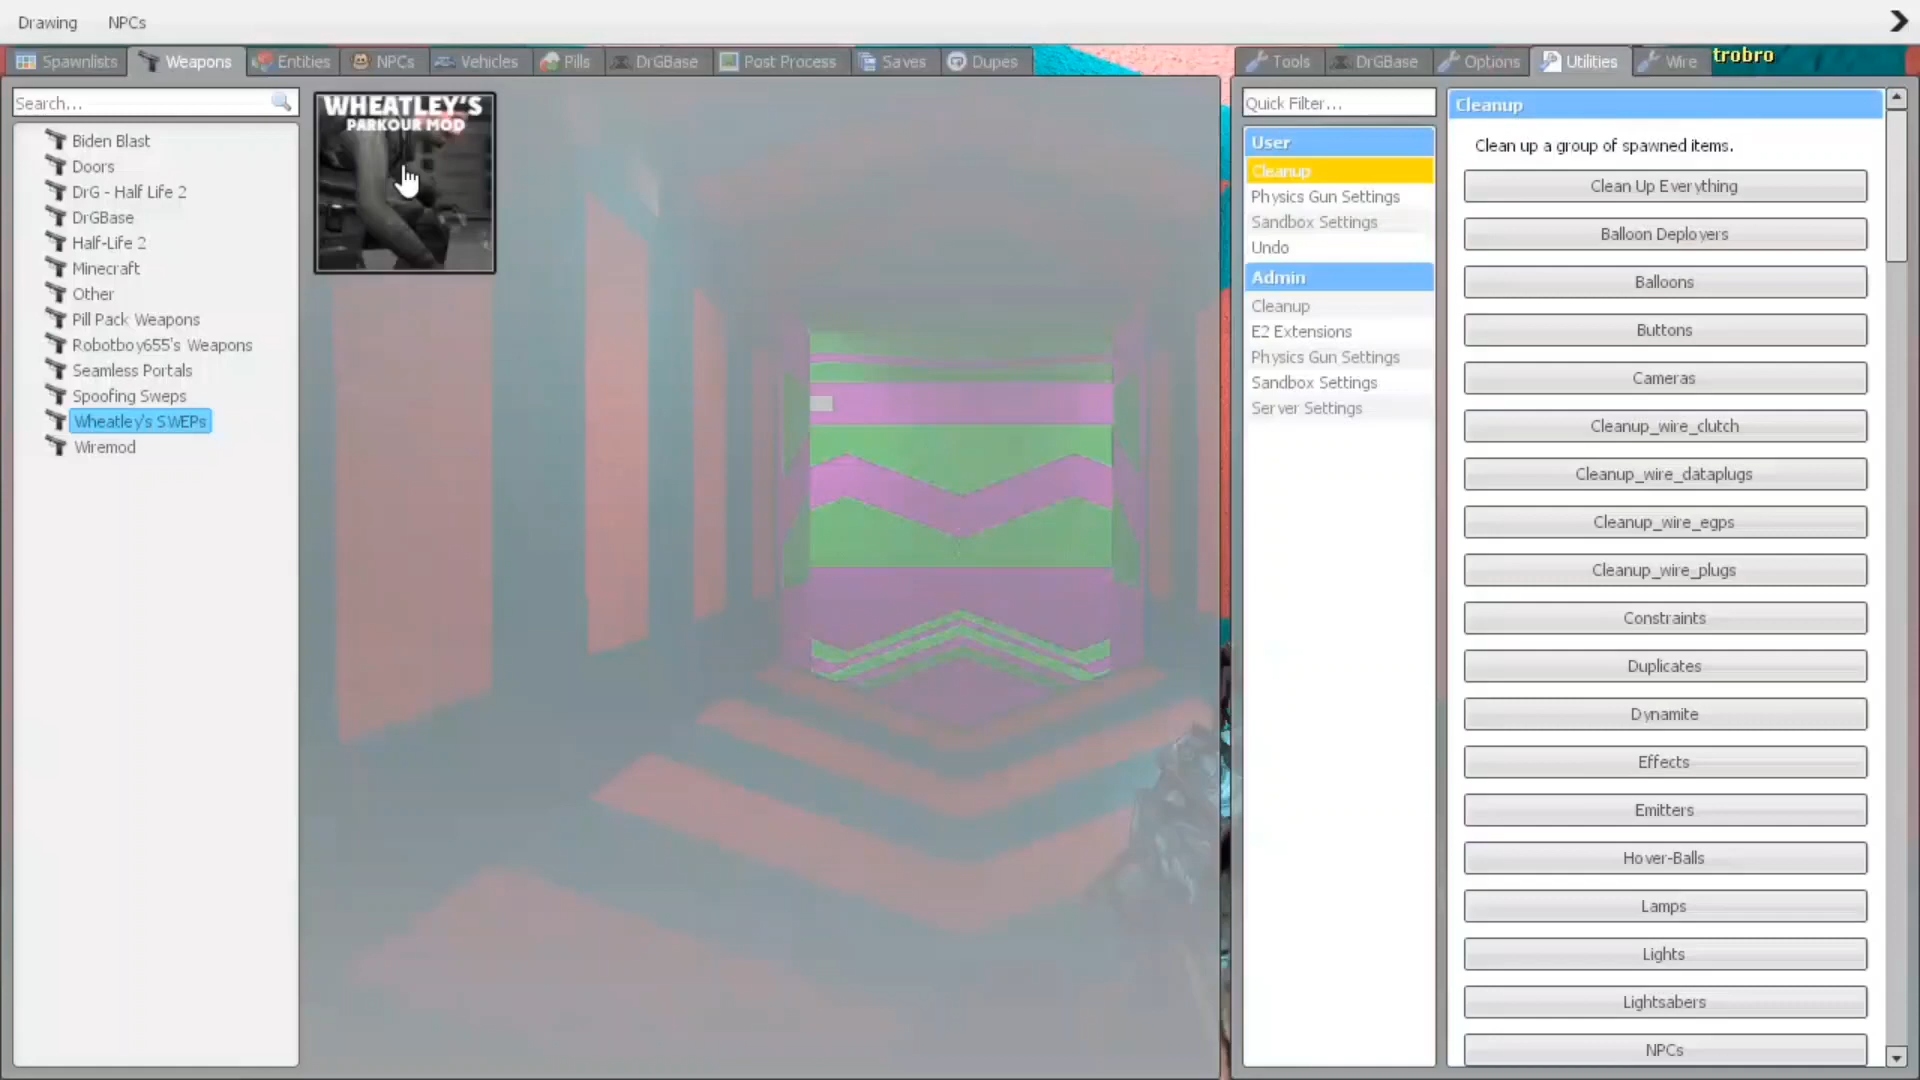 Drawing NPCs
Spawnlists Weapons Entities NPCs Vehicles Pills DrGBase Post Process Saves Dupes
Tools DrGBase Options Utilities Wire trobro
Search...
Biden Blast
Doors
DrG - Half Life 2
DrGBase
Half-Life 2
Minecraft
Other
Pill Pack Weapons
Robotboy655's Weapons
Seamless Portals
Spoofing Sweps
Wheatley's SWEPs
Wiremod
WHEATLEY'S
PARKOUR MOD
Quick Filter...
User
Cleanup
Physics Gun Settings
Sandbox Settings
Undo
Admin
Cleanup
E2 Extensions
Physics Gun Settings
Sandbox Settings
Server Settings
Cleanup
Clean up a group of spawned items.
Clean Up Everything
Balloon Deployers
Balloons
Buttons
Cameras
Cleanup_wire_clutch
Cleanup_wire_dataplugs
Cleanup_wire_egps
Cleanup_wire_plugs
Constraints
Duplicates
Dynamite
Effects
Emitters
Hover-Balls
Lamps
Lights
Lightsabers
NPCs